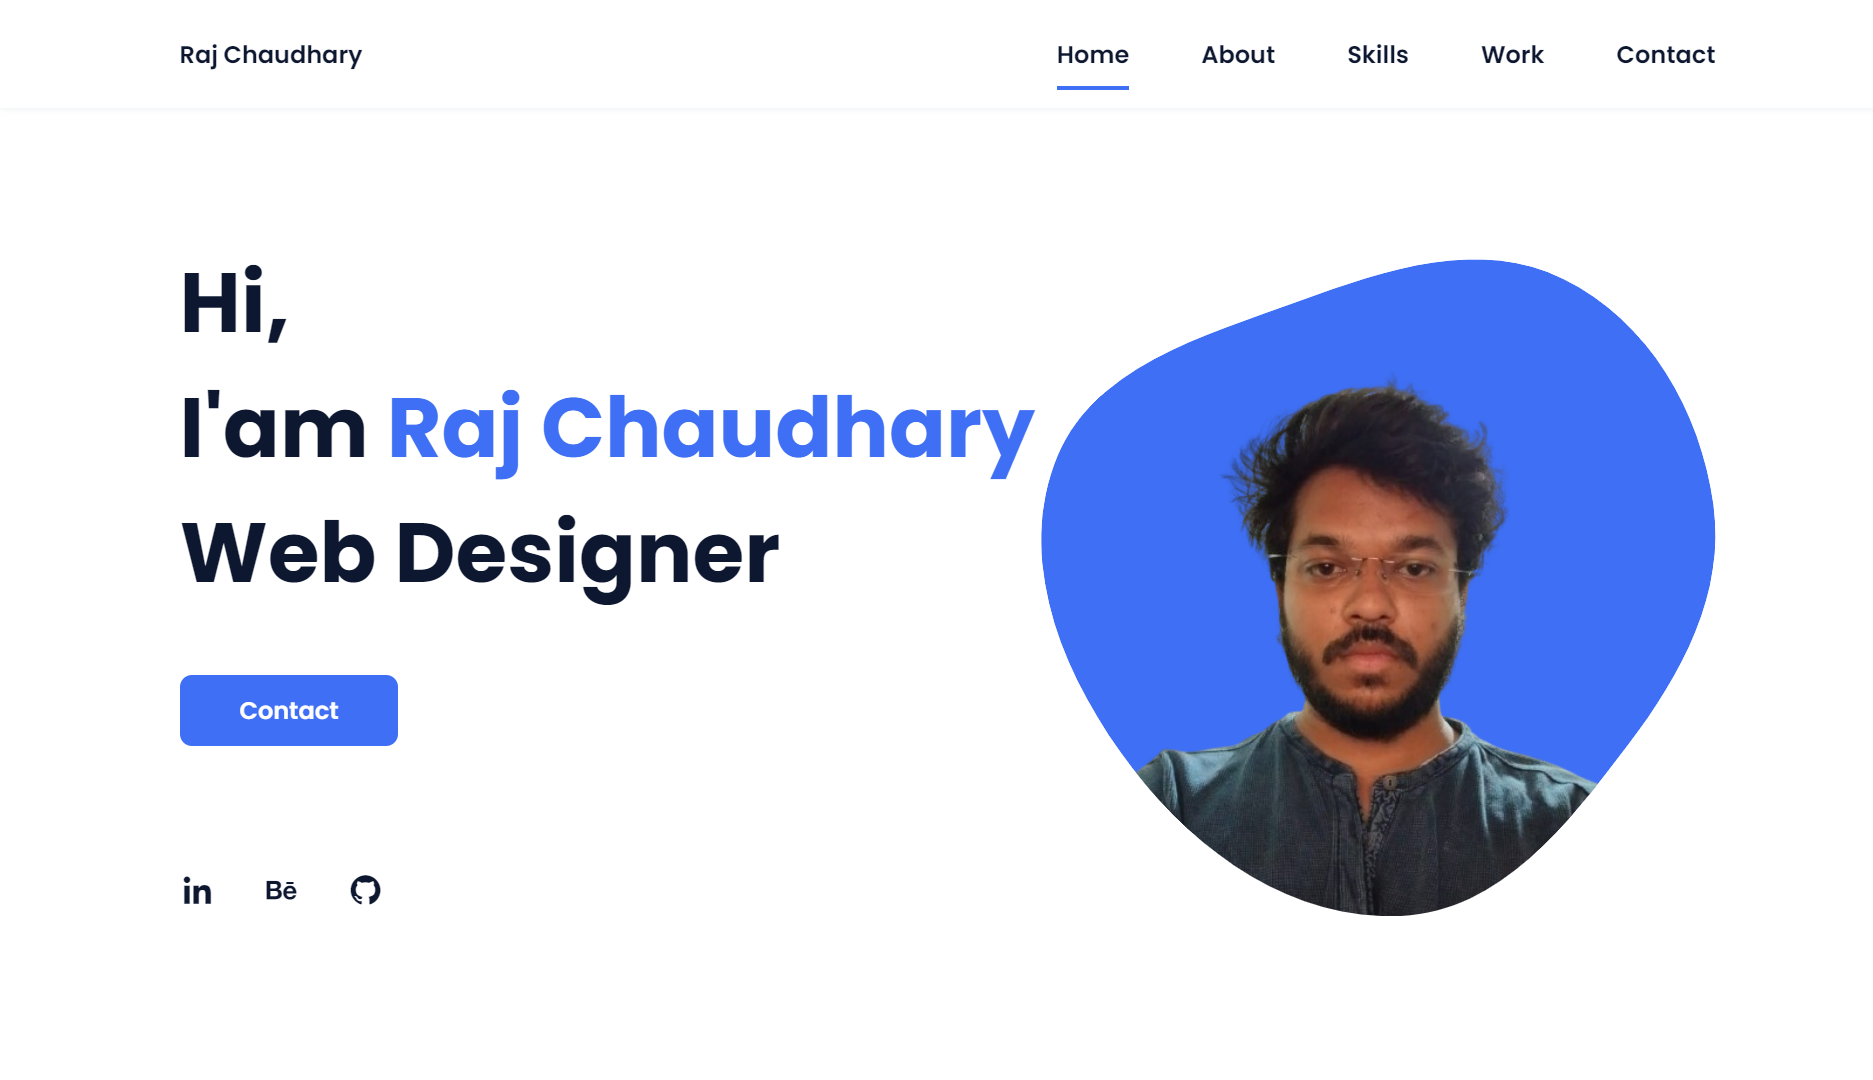 Raj Chaudhary
Home About Skills Work Contact
Hi,
I'am Raj Chaudhary
Web Designer
Contact
in Bē